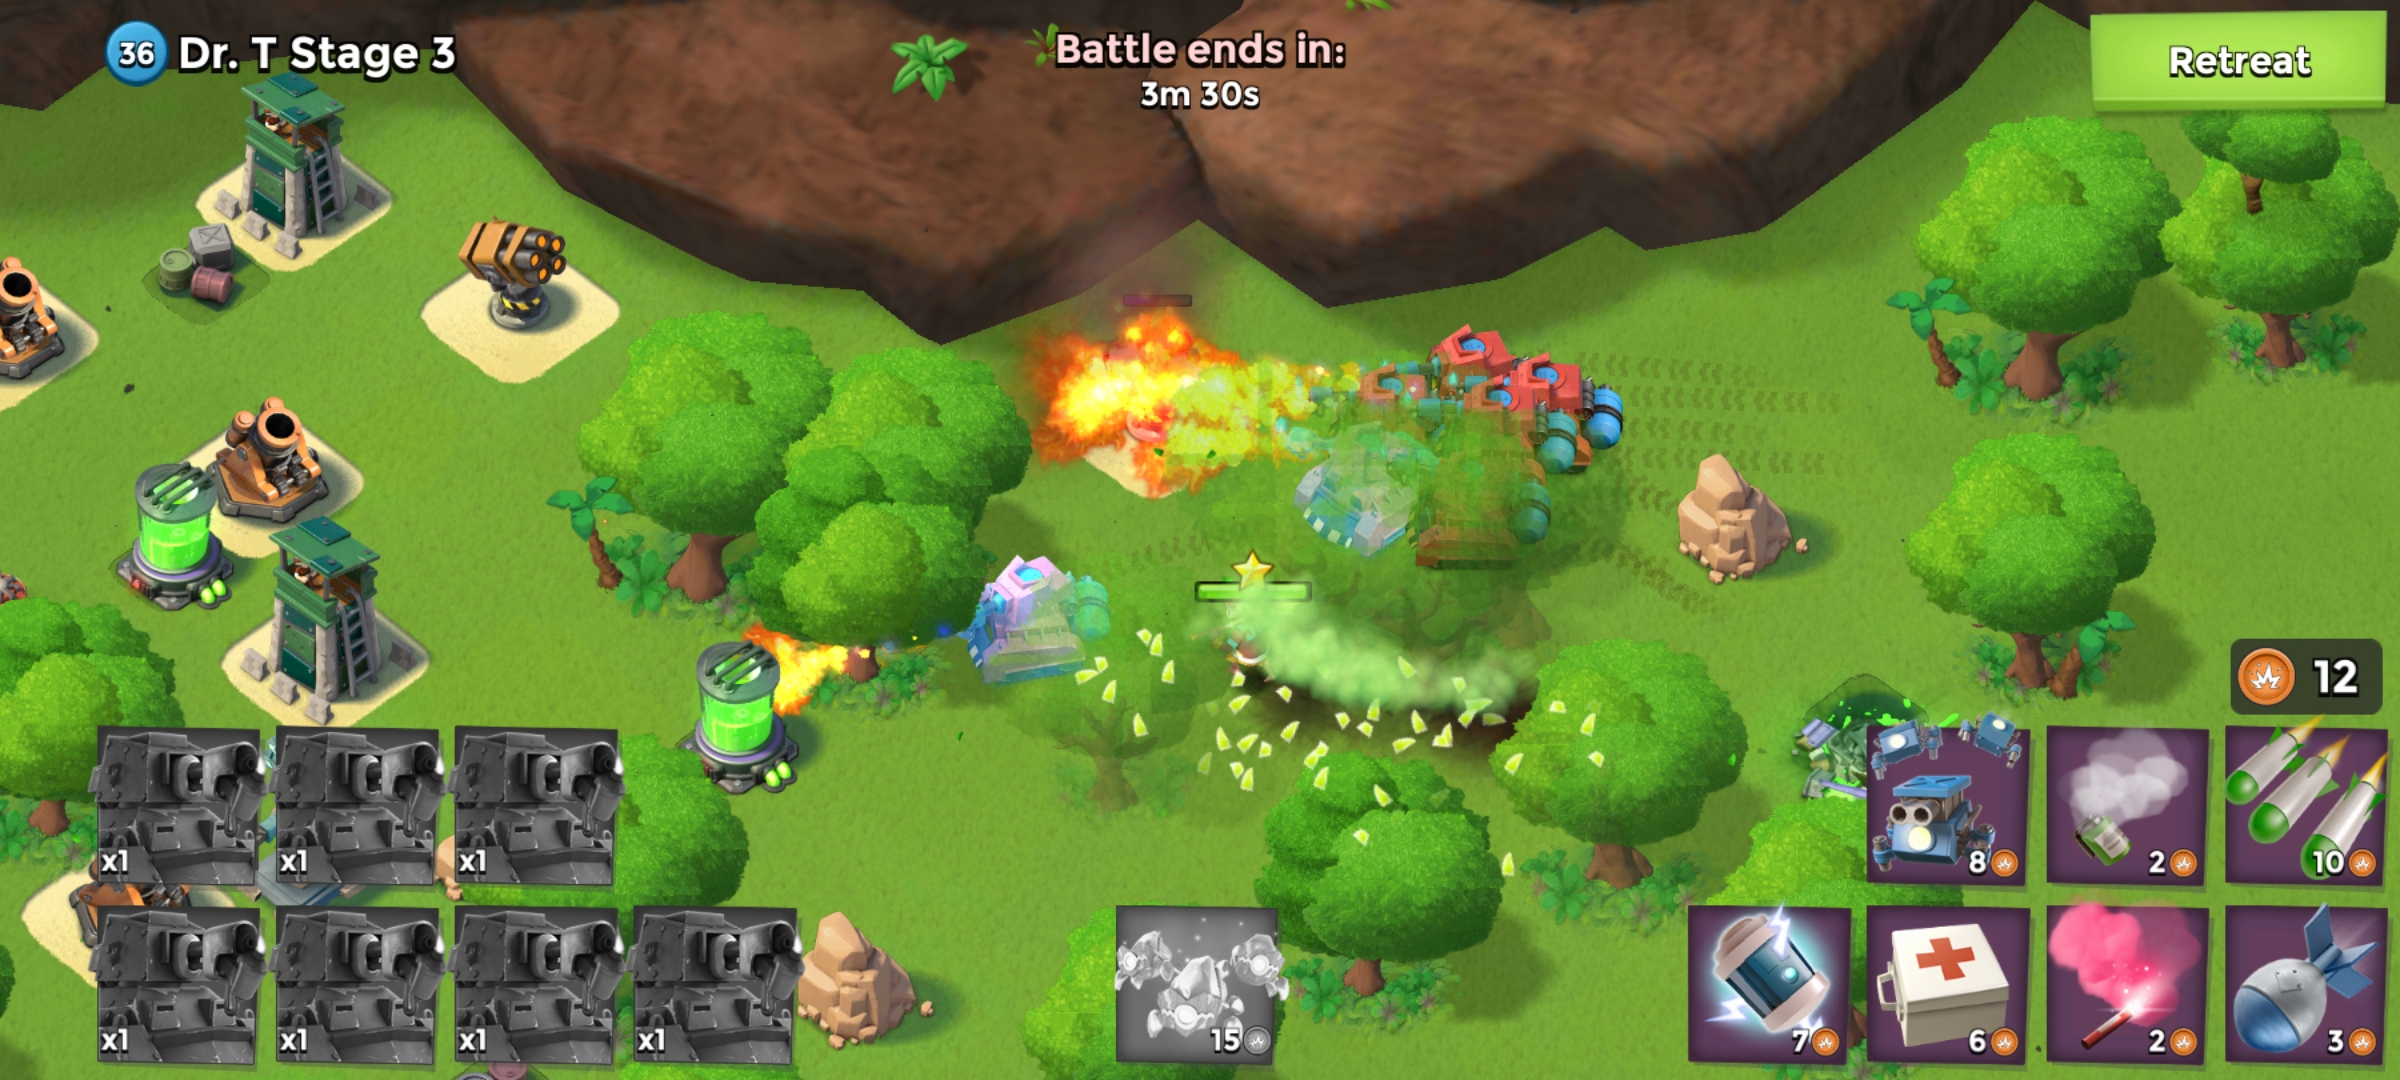 36 Dr. T Stage 3
Battle ends in:
3m 30s
Retreat
12
x1 x1 x1
8 2 10
x1 x1 x1 x1
15
7 6 2 3